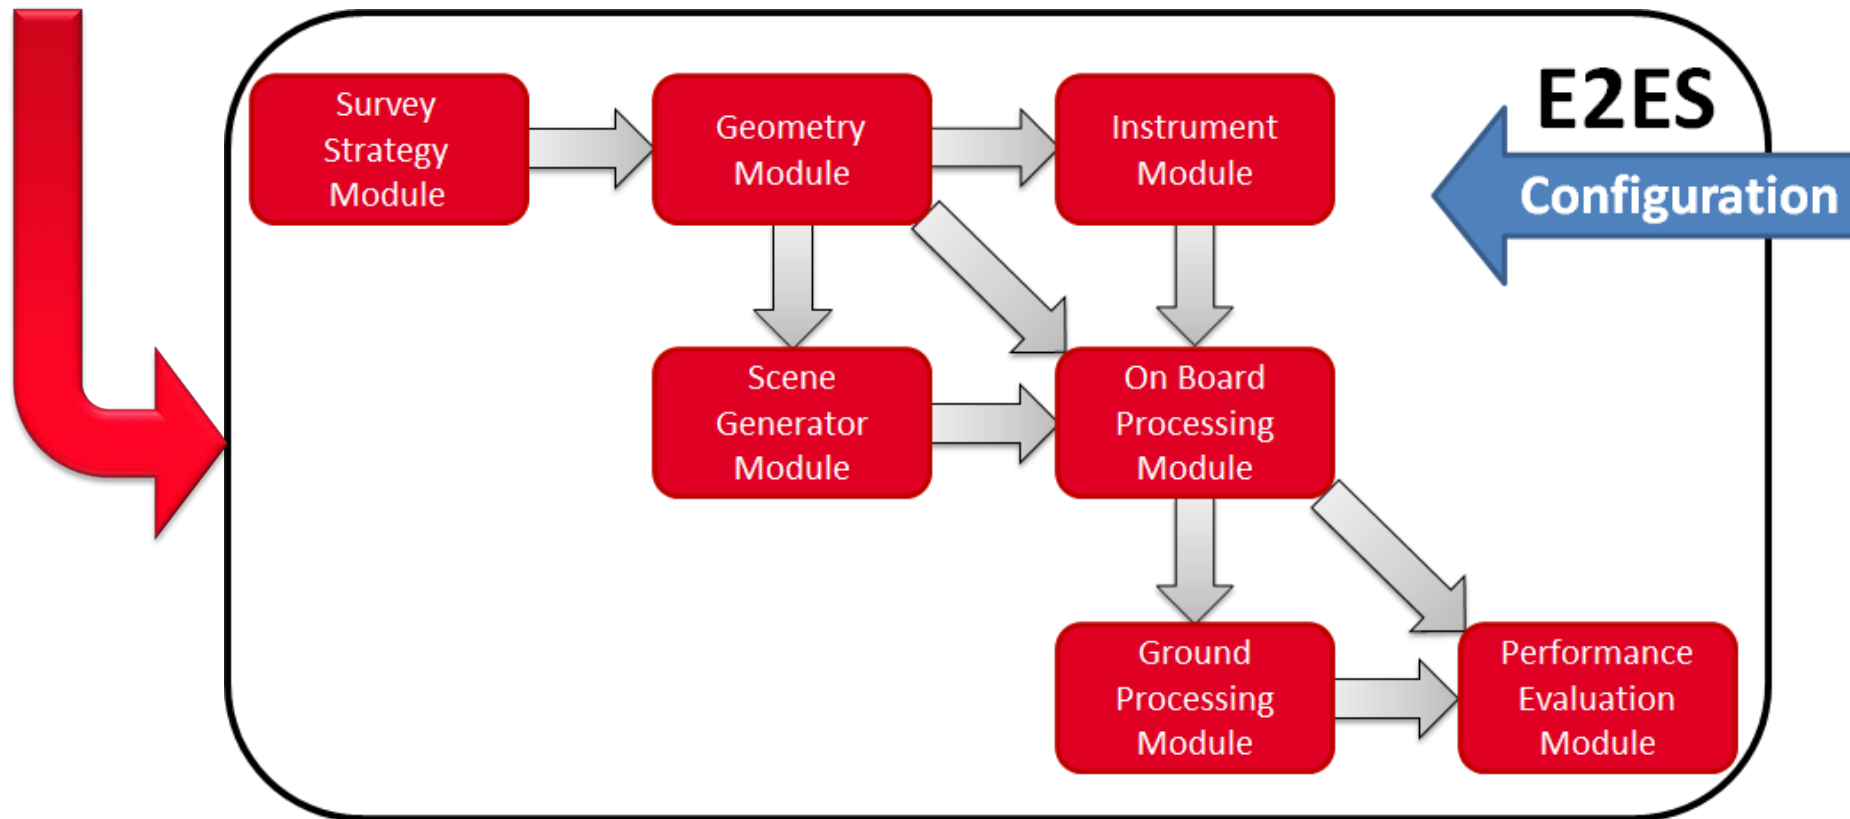 Survey
Strategy
Module
Geometry
Module
Instrument
Module
E2ES
Configuration
Scene
Generator
Module
On Board
Processing
Module
Ground
Processing
Module
Performance
Evaluation
Module